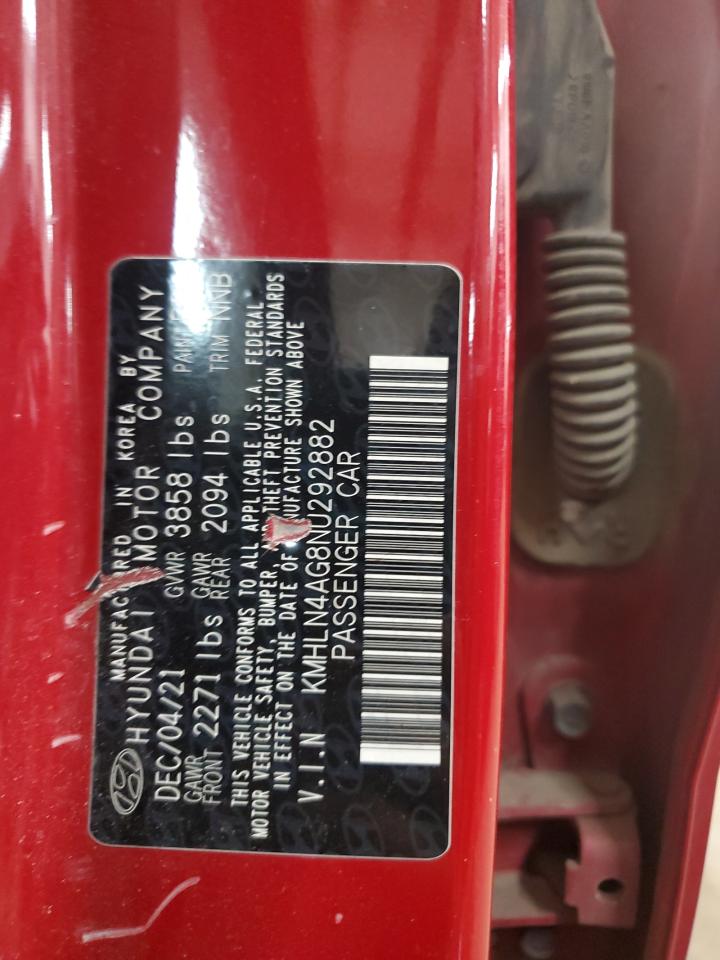 MANUFACTURED IN KOREA BY
HYUNDAI MOTOR COMPANY
DEC/04/21 GVWR 3858 lbs PAINT
GAWR FRONT 2271 lbs GAWR REAR 2094 lbs TRIM NNB
THIS VEHICLE CONFORMS TO ALL APPLICABLE U.S.A. FEDERAL
MOTOR VEHICLE SAFETY, BUMPER, AND THEFT PREVENTION STANDARDS
IN EFFECT ON THE DATE OF MANUFACTURE SHOWN ABOVE
V.I.N KMHLN4AG8NU292882
PASSENGER CAR